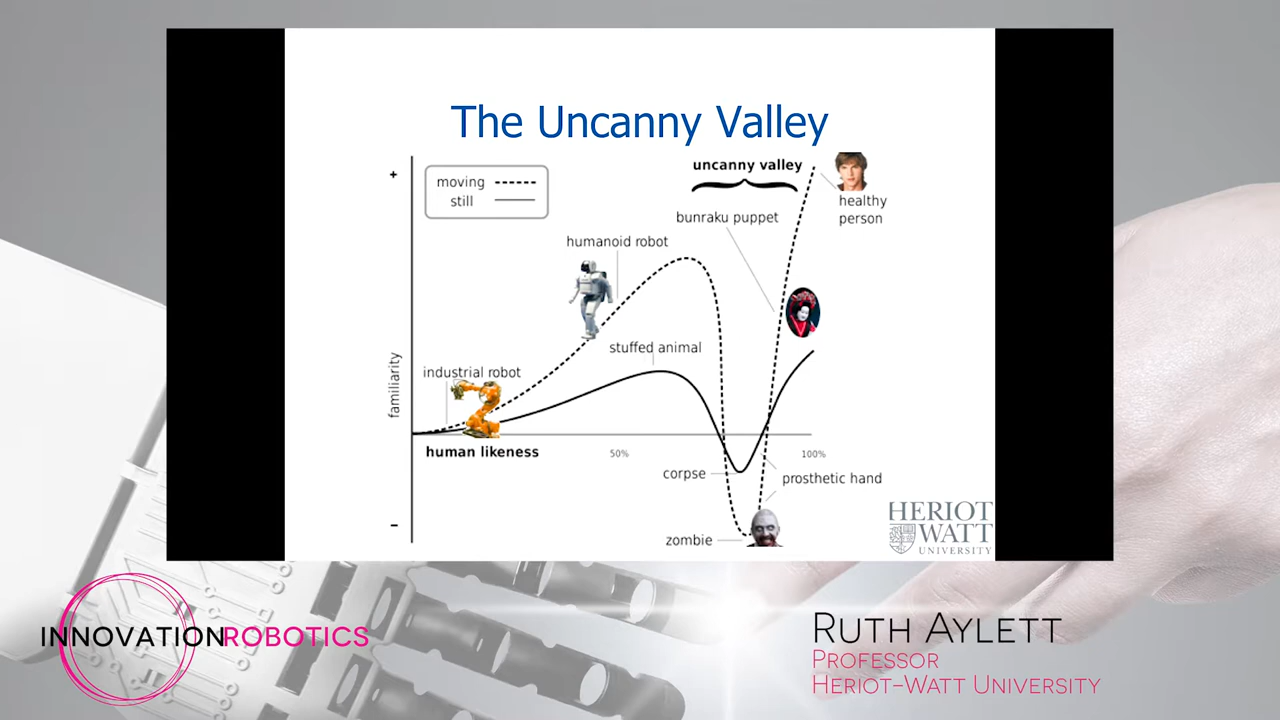 The Uncanny Valley
+
moving
still
uncanny valley
healthy
person
bunraku puppet
humanoid robot
stuffed animal
industrial robot
familiarity
human likeness
50%
100%
corpse
prosthetic hand
−
zombie
HERIOT
WATT
UNIVERSITY
INNOVATIONROBOTICS
RUTH AYLETT
PROFESSOR
HERIOT-WATT UNIVERSITY